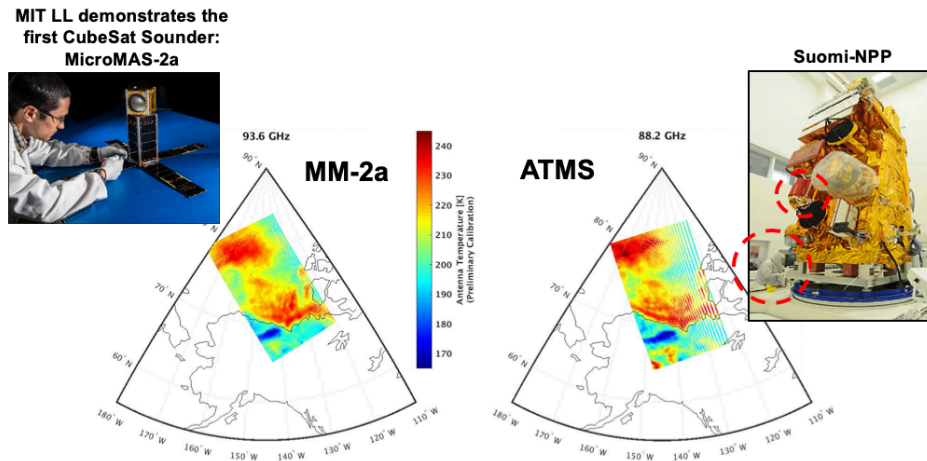 MIT LL demonstrates the
first CubeSat Sounder:
MicroMAS-2a
Suomi-NPP
93.6 GHz
MM-2a
90° N
80° N
70° N
60° N
180° W
170° W
160° W
150° W
140° W
130° W
120° W
110° W
240
230
220
210
200
190
180
170
Antenna Temperature [K]
(Preliminary Calibration)
88.2 GHz
ATMS
90° N
80° N
70° N
60° N
180° W
170° W
160° W
150° W
140° W
130° W
120° W
110° W